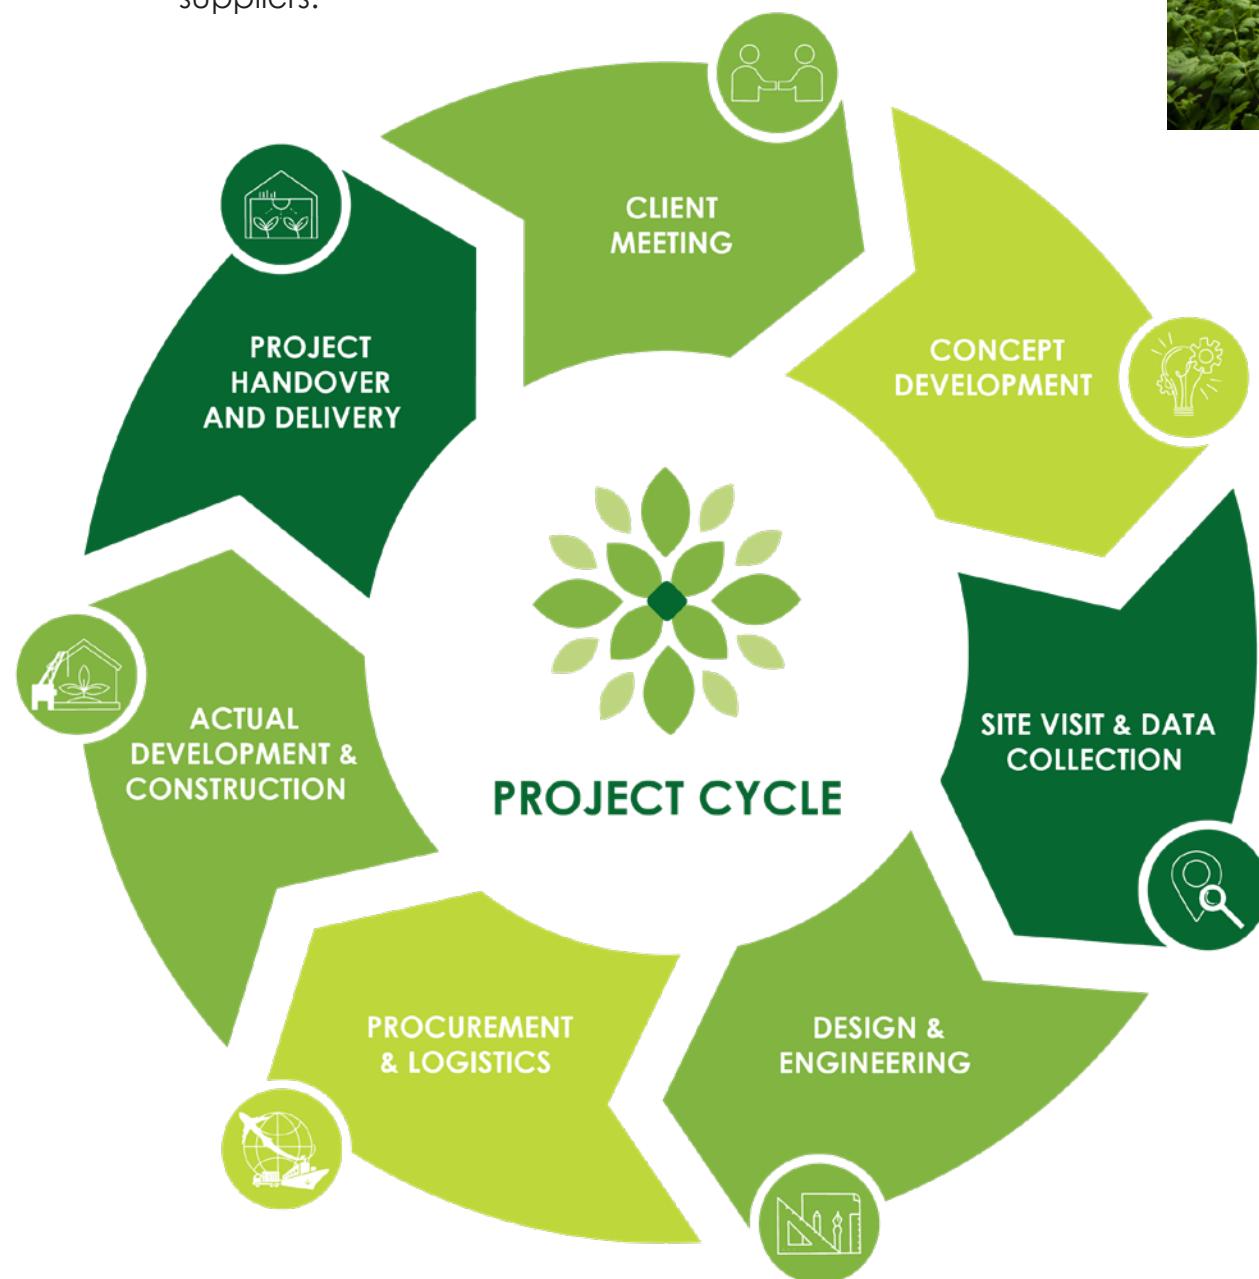 suppliers.
CLIENT
MEETING
CONCEPT
DEVELOPMENT
SITE VISIT & DATA
COLLECTION
DESIGN &
ENGINEERING
PROCUREMENT
& LOGISTICS
ACTUAL
DEVELOPMENT &
CONSTRUCTION
PROJECT
HANDOVER
AND DELIVERY
PROJECT CYCLE